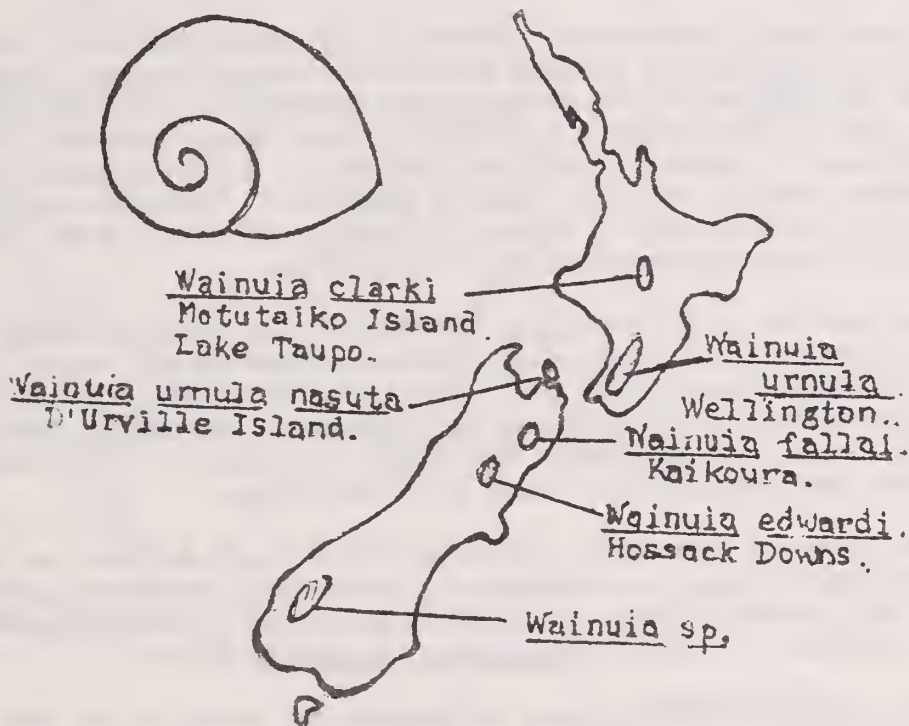 Wainuia clarki
Motutaiko Island
Lake Taupo.
Wainuia urnula nasuta
D'Urville Island.
Wainuia
urnula.
Wellington..
Wainuia fallai.
Kaikoura.
Wainuia edwardi.
Hossack Downs.
Wainuia sp.